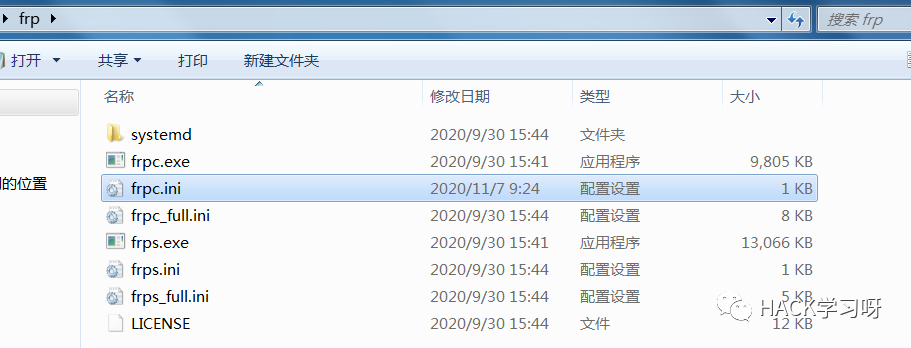 frp
搜索 frp
打开 共享 打印 新建文件夹
名称 修改日期 类型 大小
systemd 2020/9/30 15:44 文件夹
frpc.exe 2020/9/30 15:41 应用程序 9,805 KB
的位置
frpc.ini 2020/11/7 9:24 配置设置 1 KB
frpc_full.ini 2020/9/30 15:44 配置设置 8 KB
frps.exe 2020/9/30 15:41 应用程序 13,066 KB
frps.ini 2020/9/30 15:44 配置设置 1 KB
frps_full.ini 2020/9/30 15:44 配置设置 5 KB
LICENSE 2020/9/30 15:44 文件 12 KB
HACK学习呀